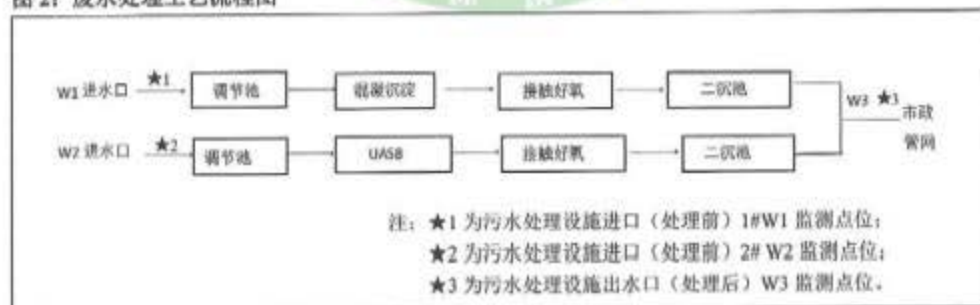 图 2：废水处理工艺流程图
W1 进水口 ★1 调节池 混凝沉淀 接触好氧 二沉池
W3 ★3 市政管网
W2 进水口 ★2 调节池 UASB 接触好氧 二沉池
注：★1 为污水处理设施进口（处理前）1#W1 监测点位；
★2 为污水处理设施进口（处理前）2# W2 监测点位；
★3 为污水处理设施出水口（处理后）W3 监测点位。